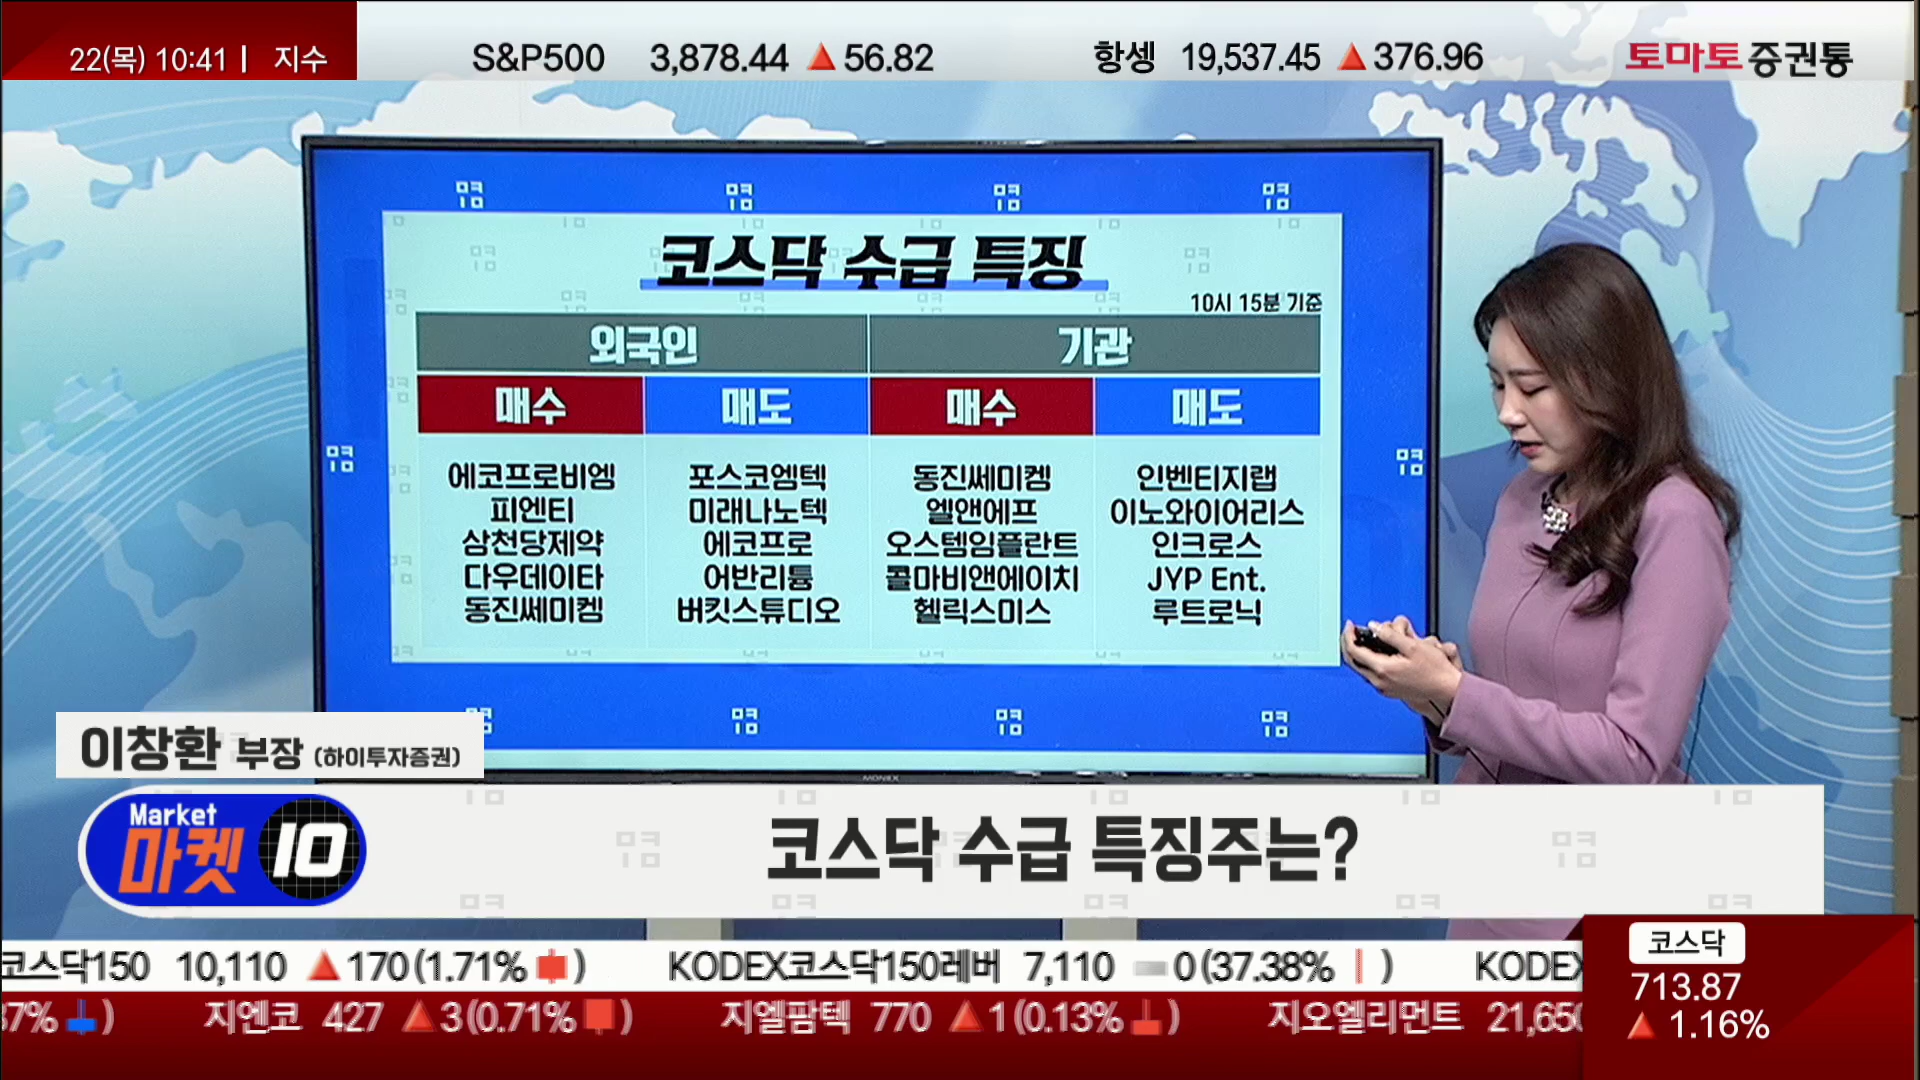 22(목) 10:41 | 지수
S&P500 3,878.44 ▲ 56.82
항셍 19,537.45 ▲ 376.96
토마토증권통
코스닥 수급 특징
10시 15분 기준
외국인 기관
매수 매도 매수 매도
에코프로비엠 포스코엠텍 동진쎄미켐 인벤티지랩
피엔티 미래나노텍 엘앤에프 이노와이어리스
삼천당제약 에코프로 오스템임플란트 인크로스
다우데이타 어반리튬 콜마비앤에이치 JYP Ent.
동진쎄미켐 버킷스튜디오 헬릭스미스 루트로닉
이창환 부장 (하이투자증권)
Market
마켓 10
코스닥 수급 특징주는?
코스닥150 10,110 ▲ 170 (1.71% )
KODEX코스닥150레버 7,110 0 (37.38% )
KODEX
37% )
지엔코 427 ▲ 3 (0.71% )
지엘팜텍 770 ▲ 1 (0.13% )
지오엘리먼트 21,650
코스닥
713.87
▲ 1.16%